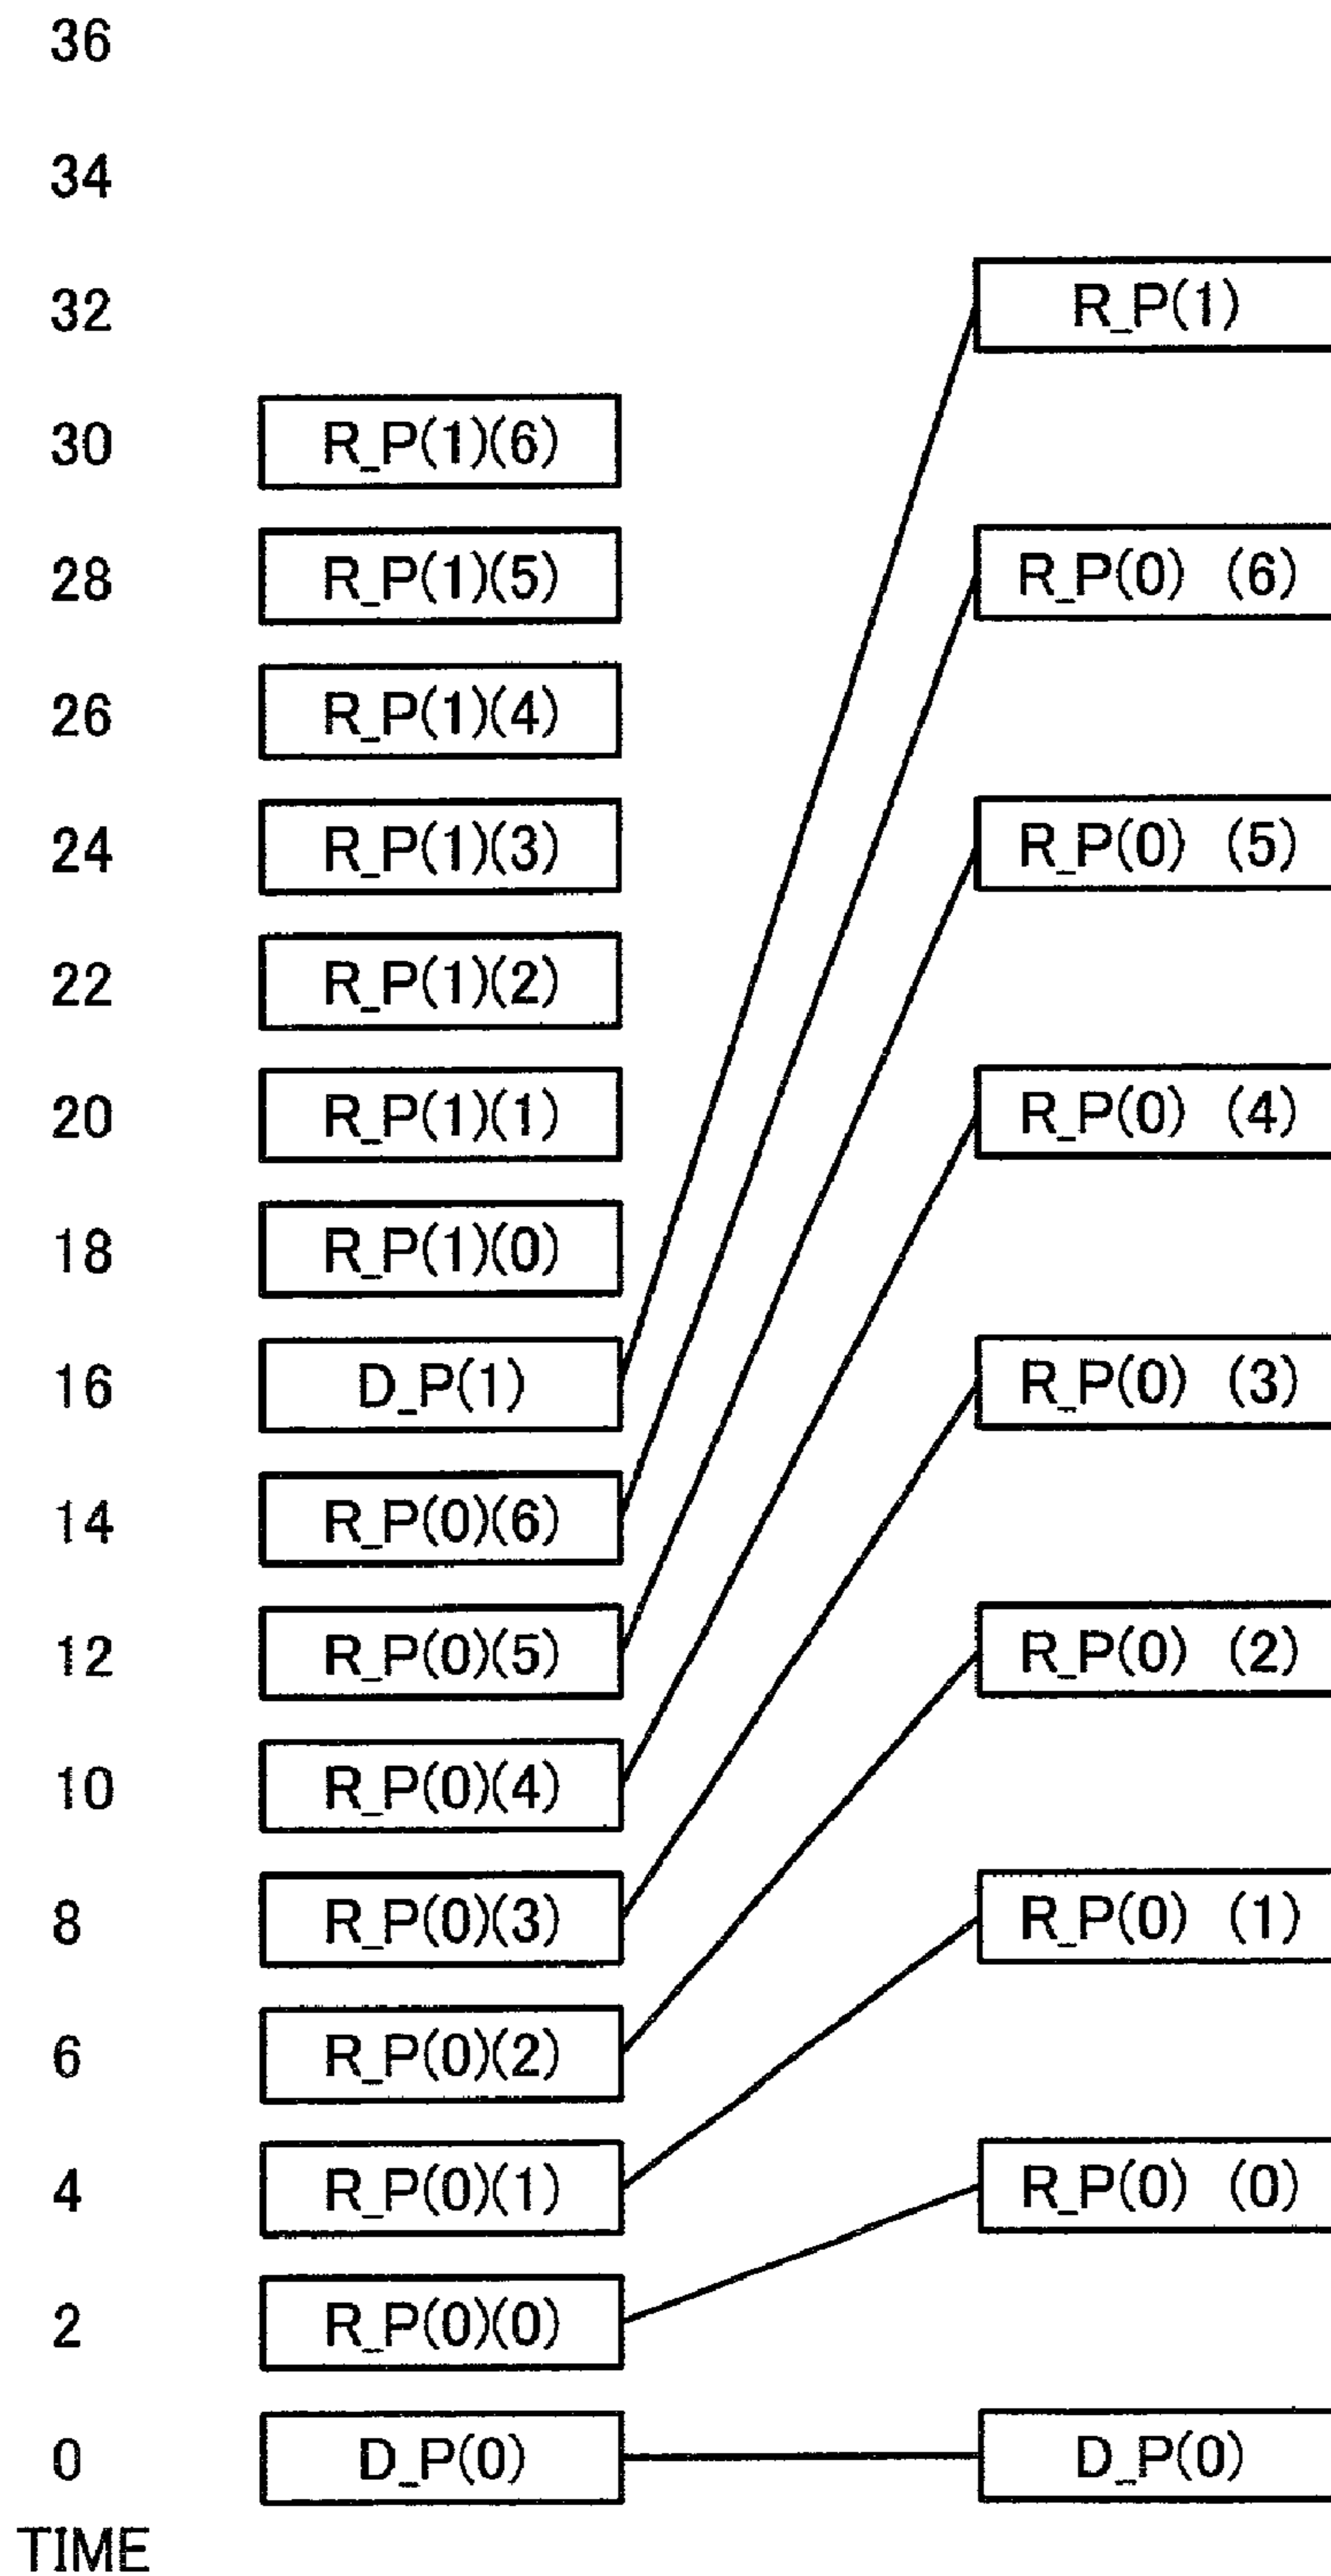 36
34
32 R_P(1)
30 R_P(1)(6)
28 R_P(1)(5) R_P(0) (6)
26 R_P(1)(4)
24 R_P(1)(3) R_P(0) (5)
22 R_P(1)(2)
20 R_P(1)(1) R_P(0) (4)
18 R_P(1)(0)
16 D_P(1) R_P(0) (3)
14 R_P(0)(6)
12 R_P(0)(5) R_P(0) (2)
10 R_P(0)(4)
8 R_P(0)(3) R_P(0) (1)
6 R_P(0)(2)
4 R_P(0)(1) R_P(0) (0)
2 R_P(0)(0)
0 D_P(0) D_P(0)
TIME